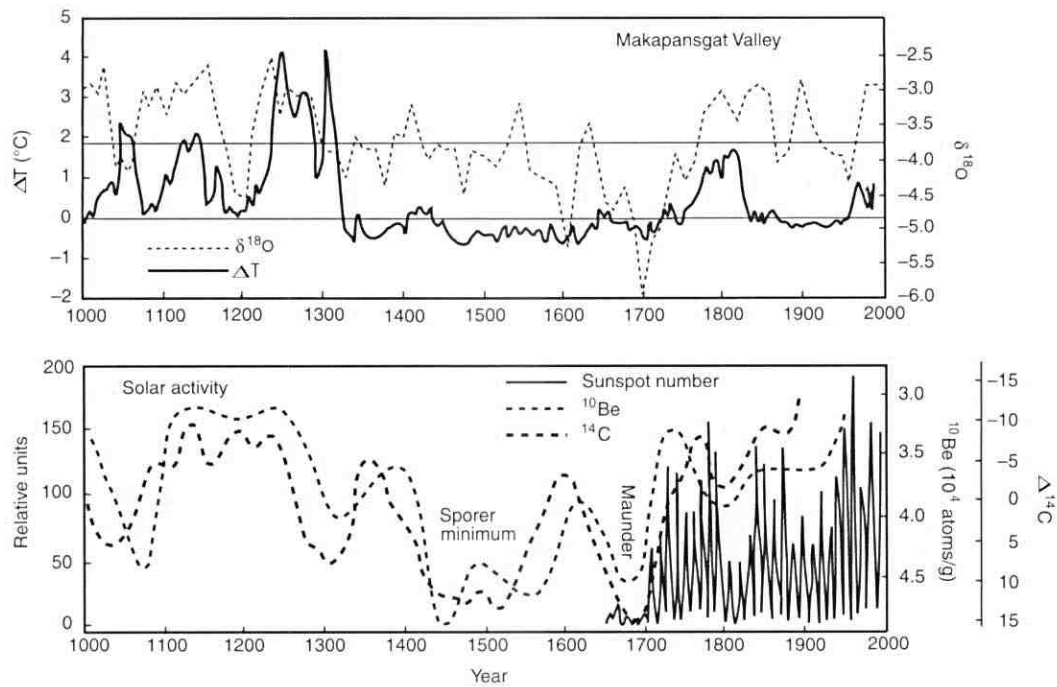 Makapansgat Valley
5
4
3
2
1
0
−1
−2
ΔT (°C)
−2.5
−3.0
−3.5
−4.0
−4.5
−5.0
−5.5
−6.0
δ ¹⁸O
δ¹⁸O
ΔT
1000 1100 1200 1300 1400 1500 1600 1700 1800 1900 2000
Solar activity
Sunspot number
¹⁰Be
¹⁴C
200
150
100
50
0
Relative units
Sporer
minimum
Maunder
3.0
3.5
4.0
4.5
¹⁰Be (10⁴ atoms/g)
−15
−10
−5
0
5
10
15
Δ¹⁴C
1000 1100 1200 1300 1400 1500 1600 1700 1800 1900 2000
Year